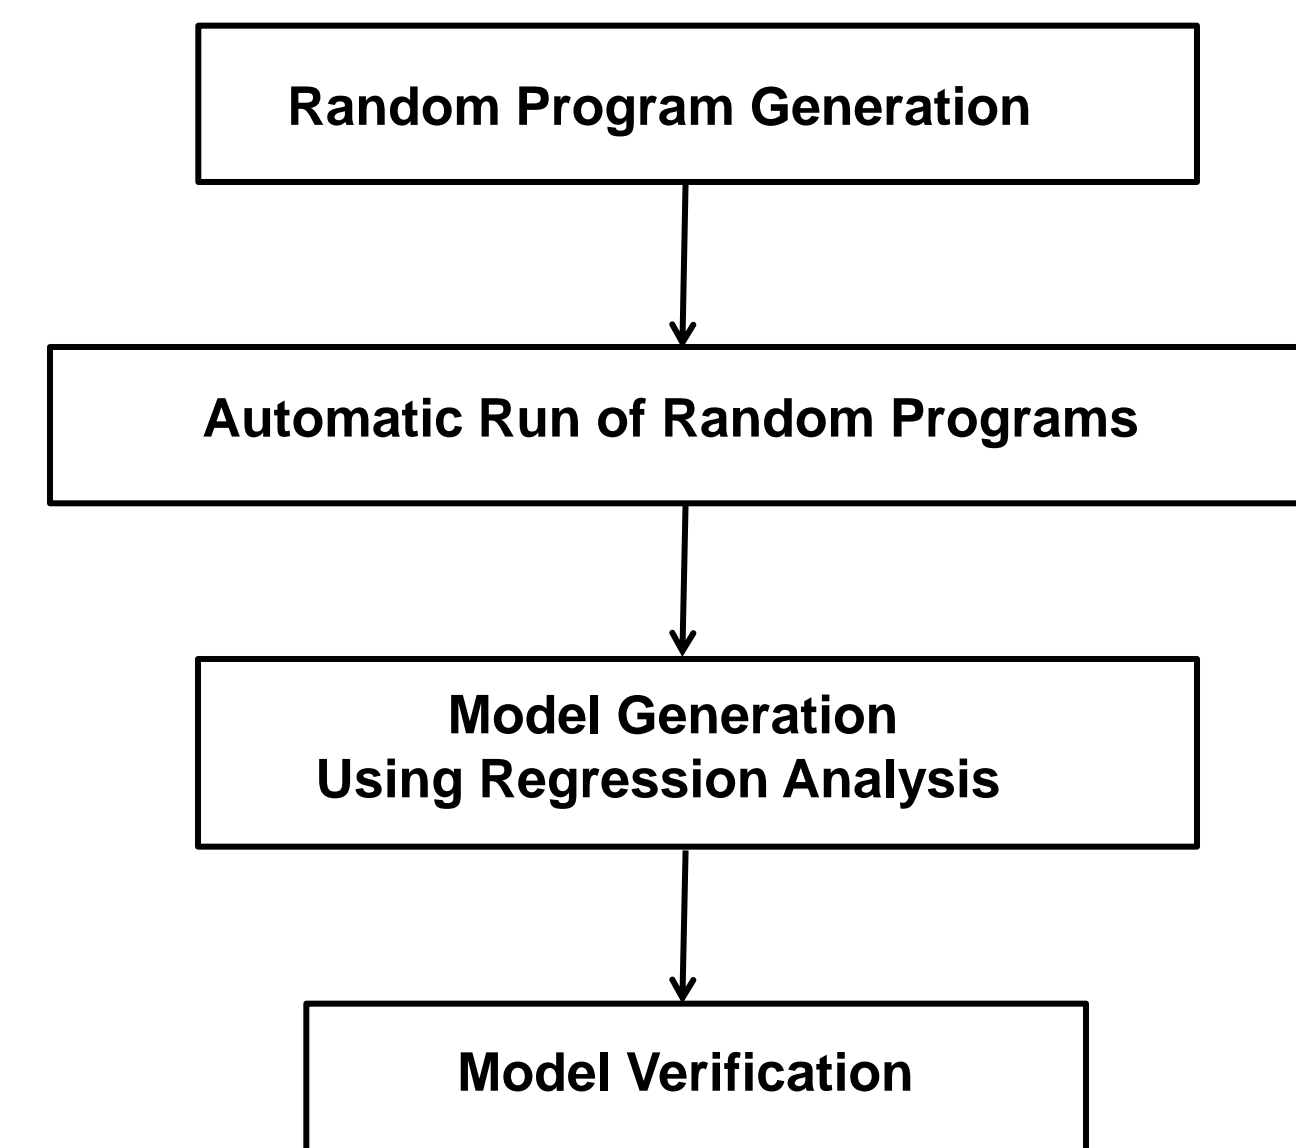 Random Program Generation
Automatic Run of Random Programs
Model Generation
Using Regression Analysis
Model Verification